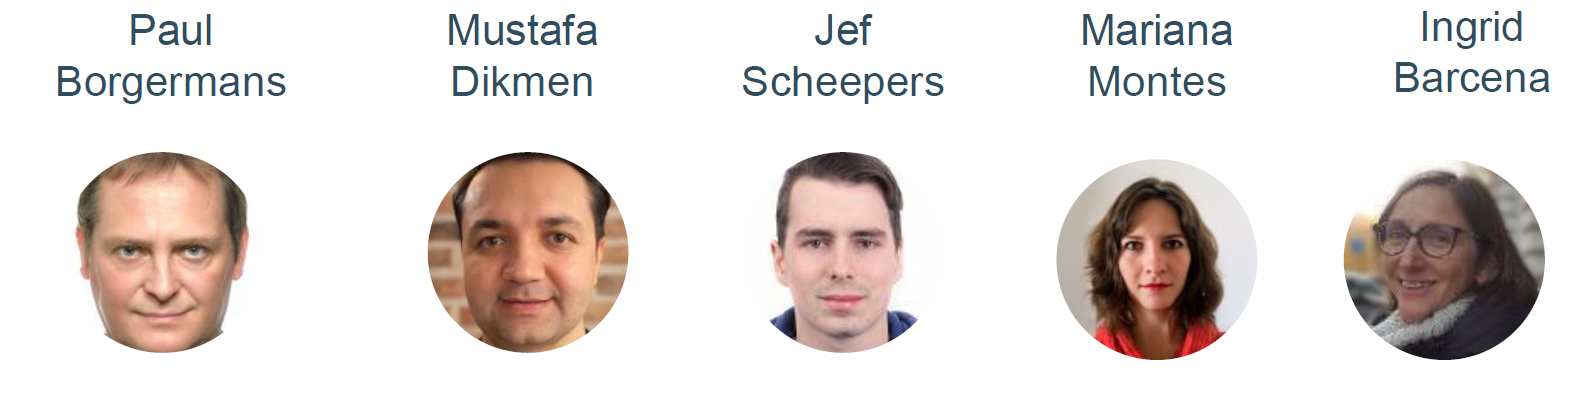 Paul
Borgermans
Mustafa
Dikmen
Jef
Scheepers
Mariana
Montes
Ingrid
Barcena